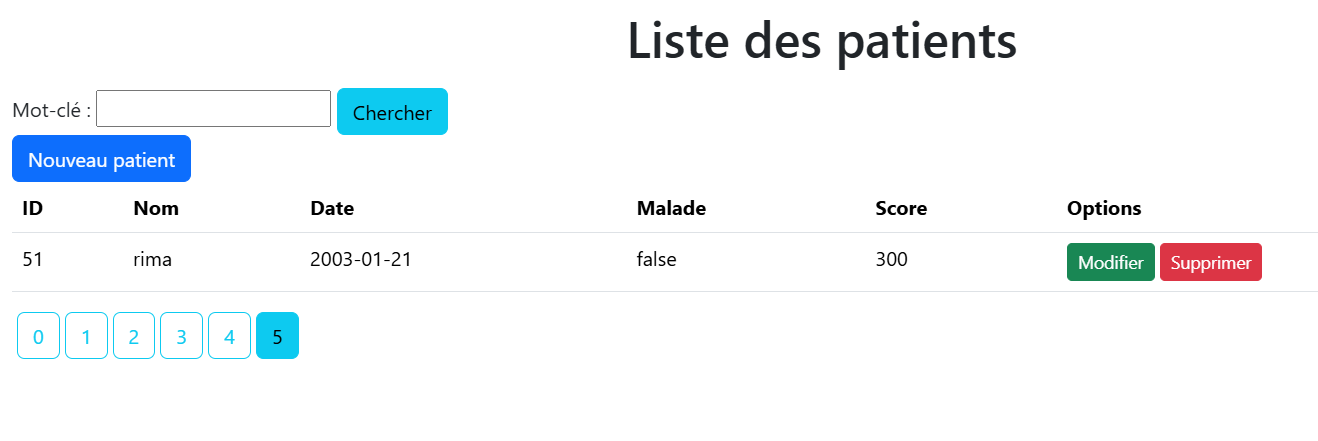 Liste des patients
Mot-clé : Chercher
Nouveau patient
ID Nom Date Malade Score Options
51 rima 2003-01-21 false 300 Modifier Supprimer
0 1 2 3 4 5